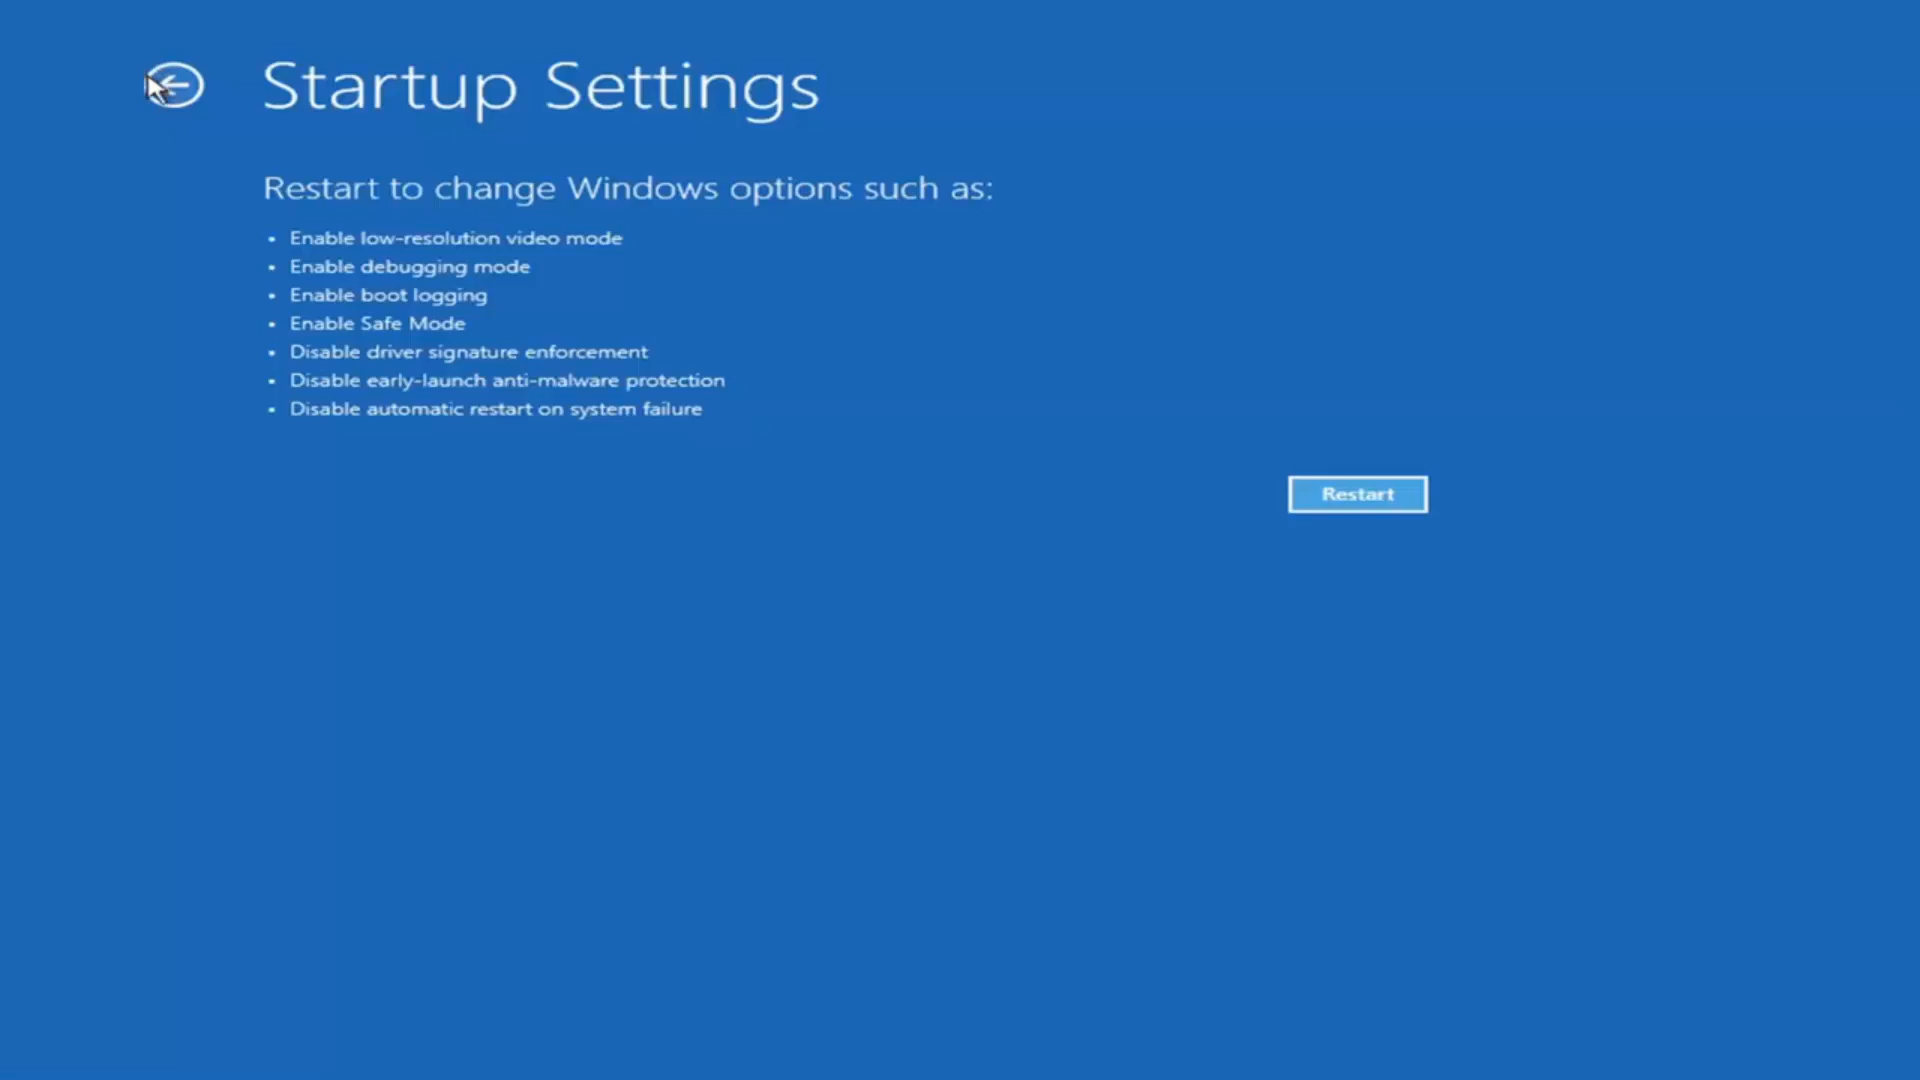 Startup Settings
Restart to change Windows options such as:
• Enable low-resolution video mode
• Enable debugging mode
• Enable boot logging
• Enable Safe Mode
• Disable driver signature enforcement
• Disable early-launch anti-malware protection
• Disable automatic restart on system failure
Restart